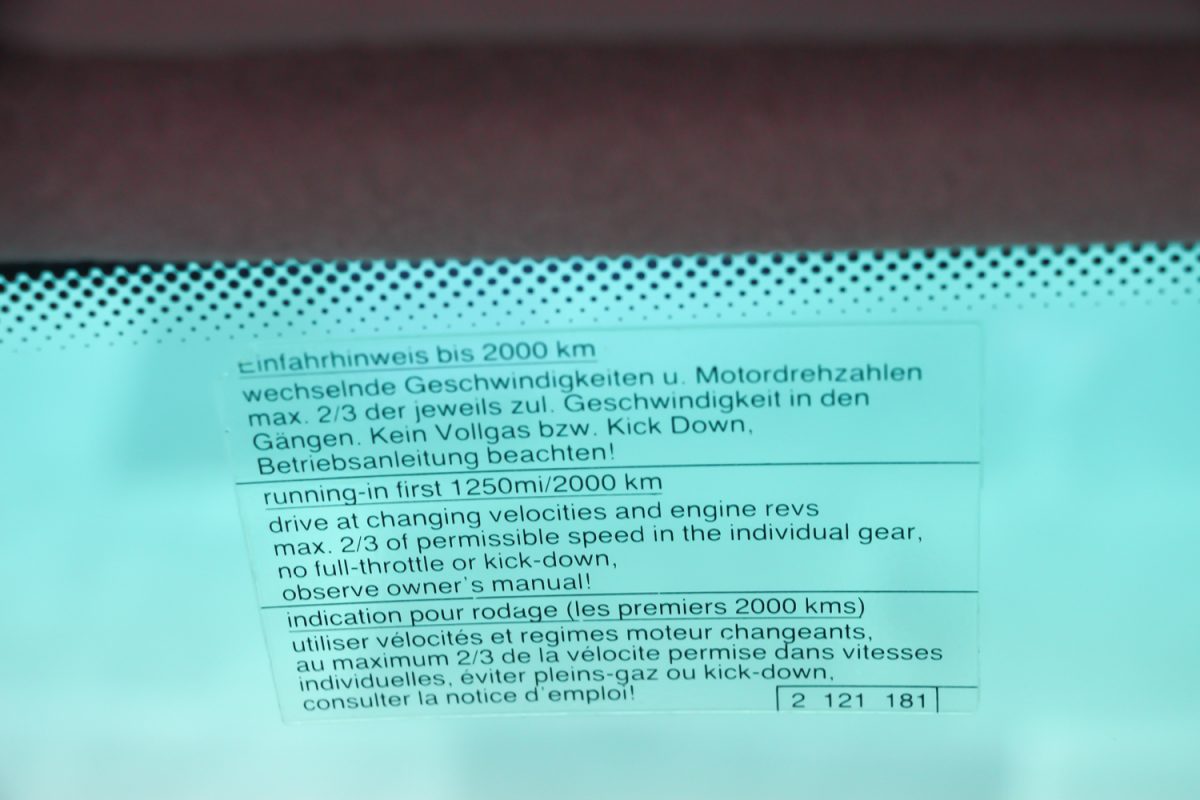 Einfahrhinweis bis 2000 km
wechselnde Geschwindigkeiten u. Motordrehzahlen
max. 2/3 der jeweils zul. Geschwindigkeit in den
Gängen. Kein Vollgas bzw. Kick Down,
Betriebsanleitung beachten!
running-in first 1250mi/2000 km
drive at changing velocities and engine revs
max. 2/3 of permissible speed in the individual gear,
no full-throttle or kick-down,
observe owner's manual!
indication pour rodage (les premiers 2000 kms)
utiliser vélocités et regimes moteur changeants,
au maximum 2/3 de la vélocite permise dans vitesses
individuelles, éviter pleins-gaz ou kick-down,
consulter la notice d'emploi!
2 121 181